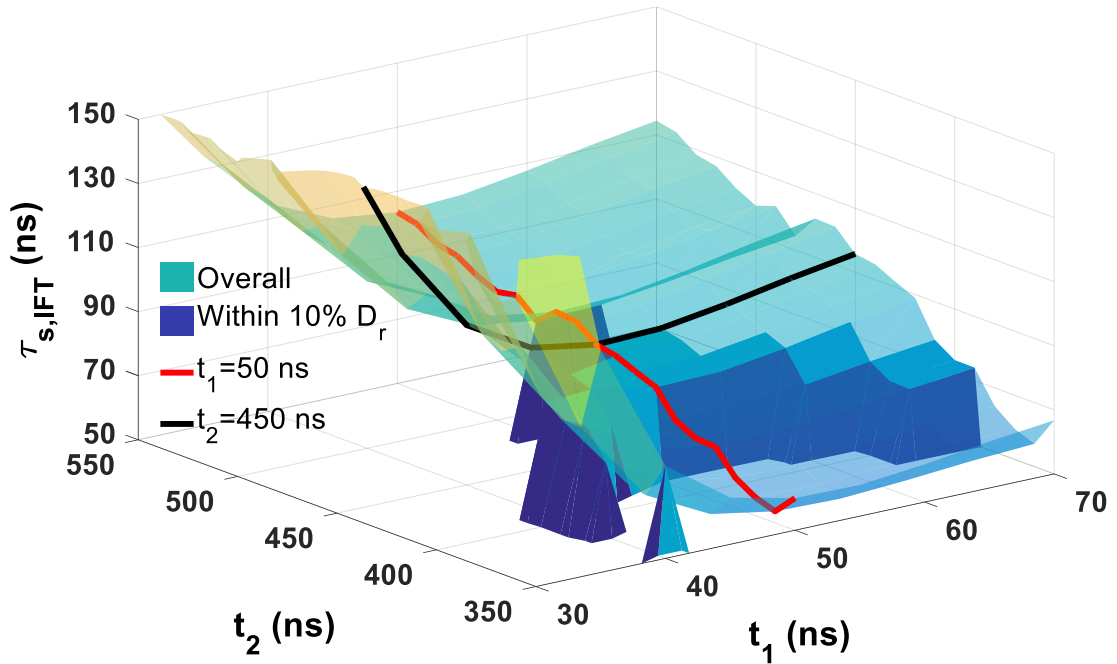 150
130
110
90
70
50
τs,IFT (ns)
Overall
Within 10% Dr
t1=50 ns
t2=450 ns
550
500
450
400
350
t2 (ns)
30
40
50
60
70
t1 (ns)